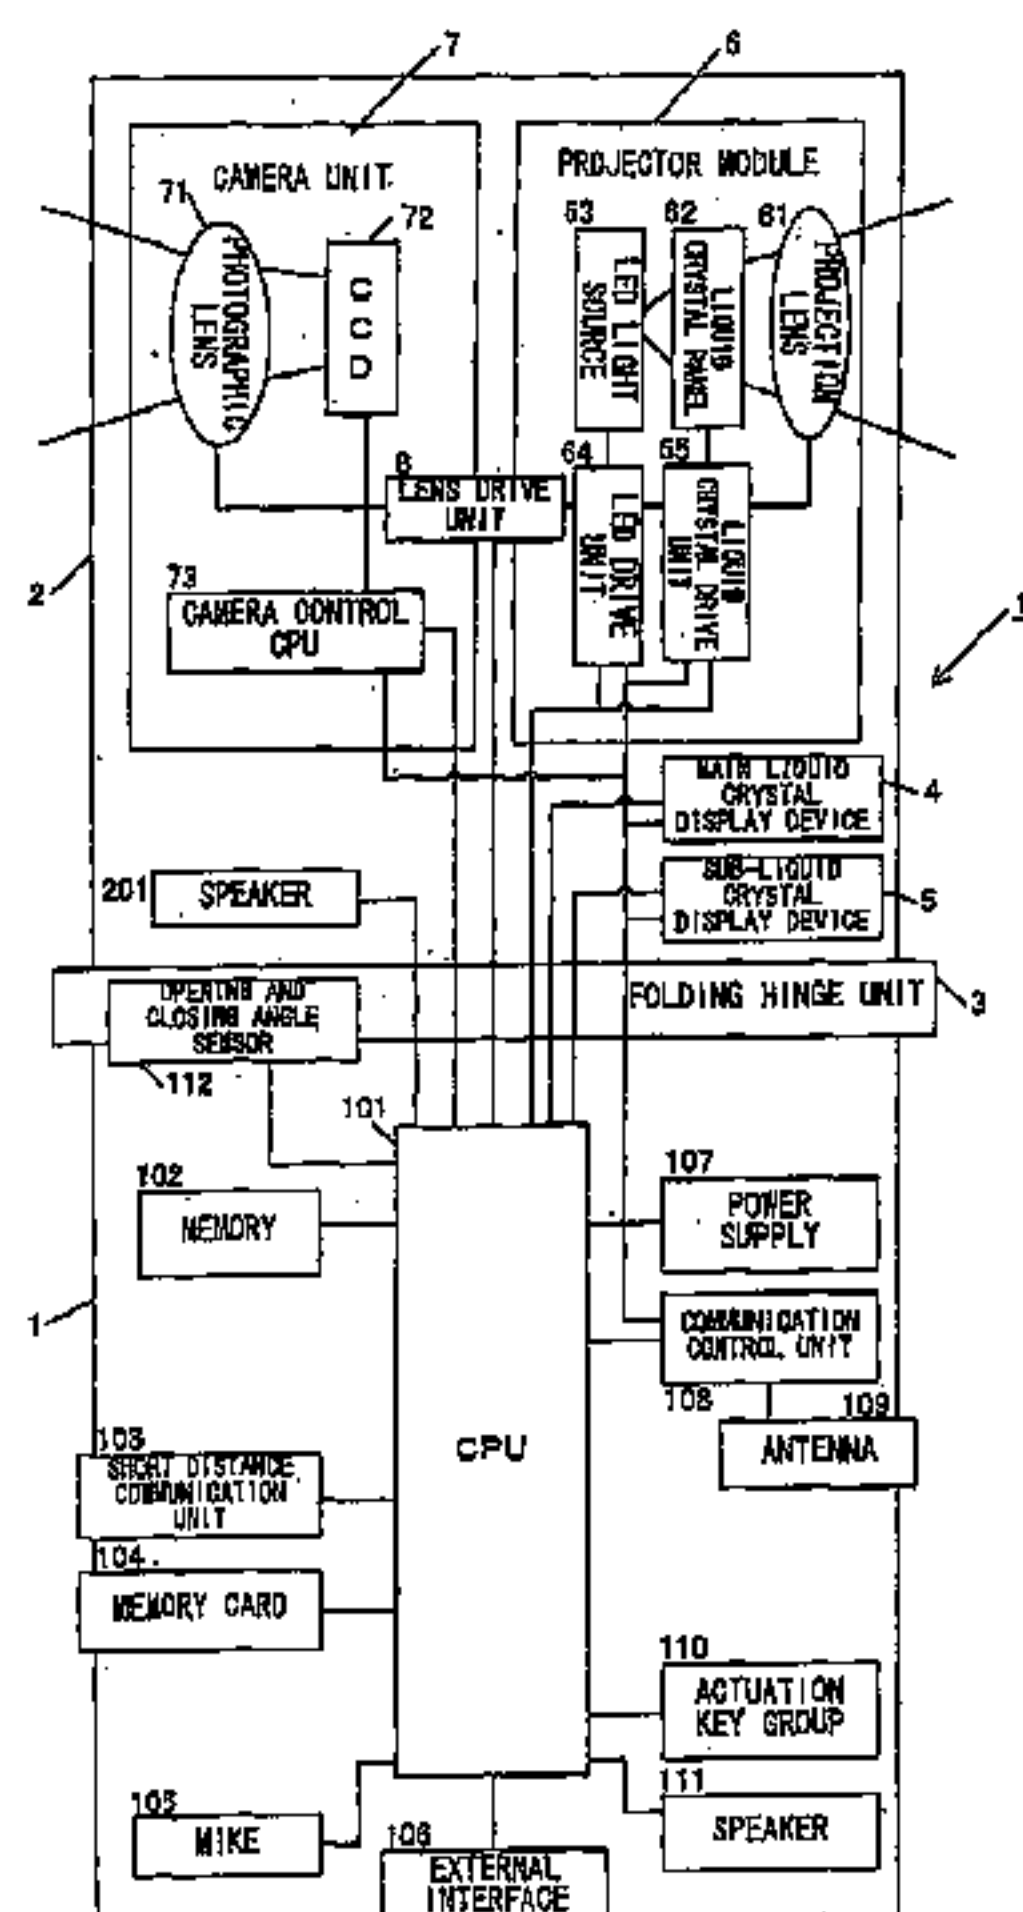 7
6
CAMERA UNIT
PROJECTOR MODULE
71
72
63
62
61
PHOTOGRAPHIC
LENS
CCD
LED LIGHT
SOURCE
LIQUID
CRYSTAL PANEL
PROJECTION
LENS
8
LENS DRIVE
UNIT
64
LED DRIVE
UNIT
65
LIQUID
CRYSTAL DRIVE
UNIT
2
73
CAMERA CONTROL
CPU
1
MAIN LIQUID
CRYSTAL
DISPLAY DEVICE
4
201
SPEAKER
SUB-LIQUID
CRYSTAL
DISPLAY DEVICE
5
OPENING AND
CLOSING ANGLE
SENSOR
FOLDING HINGE UNIT
3
112
101
102
MEMORY
107
POWER
SUPPLY
1
COMMUNICATION
CONTROL UNIT
108
109
ANTENNA
CPU
103
SHORT DISTANCE
COMMUNICATION
UNIT
104
MEMORY CARD
110
ACTUATION
KEY GROUP
105
MIKE
106
EXTERNAL
INTERFACE
111
SPEAKER